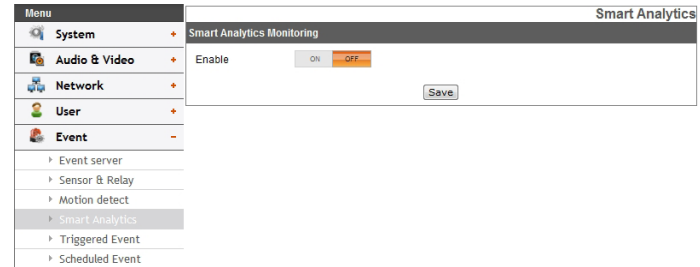 Menu
System +
Audio & Video +
Network +
User +
Event -
Event server
Sensor & Relay
Motion detect
Smart Analytics
Triggered Event
Scheduled Event
Smart Analytics
Smart Analytics Monitoring
Enable ON OFF
Save